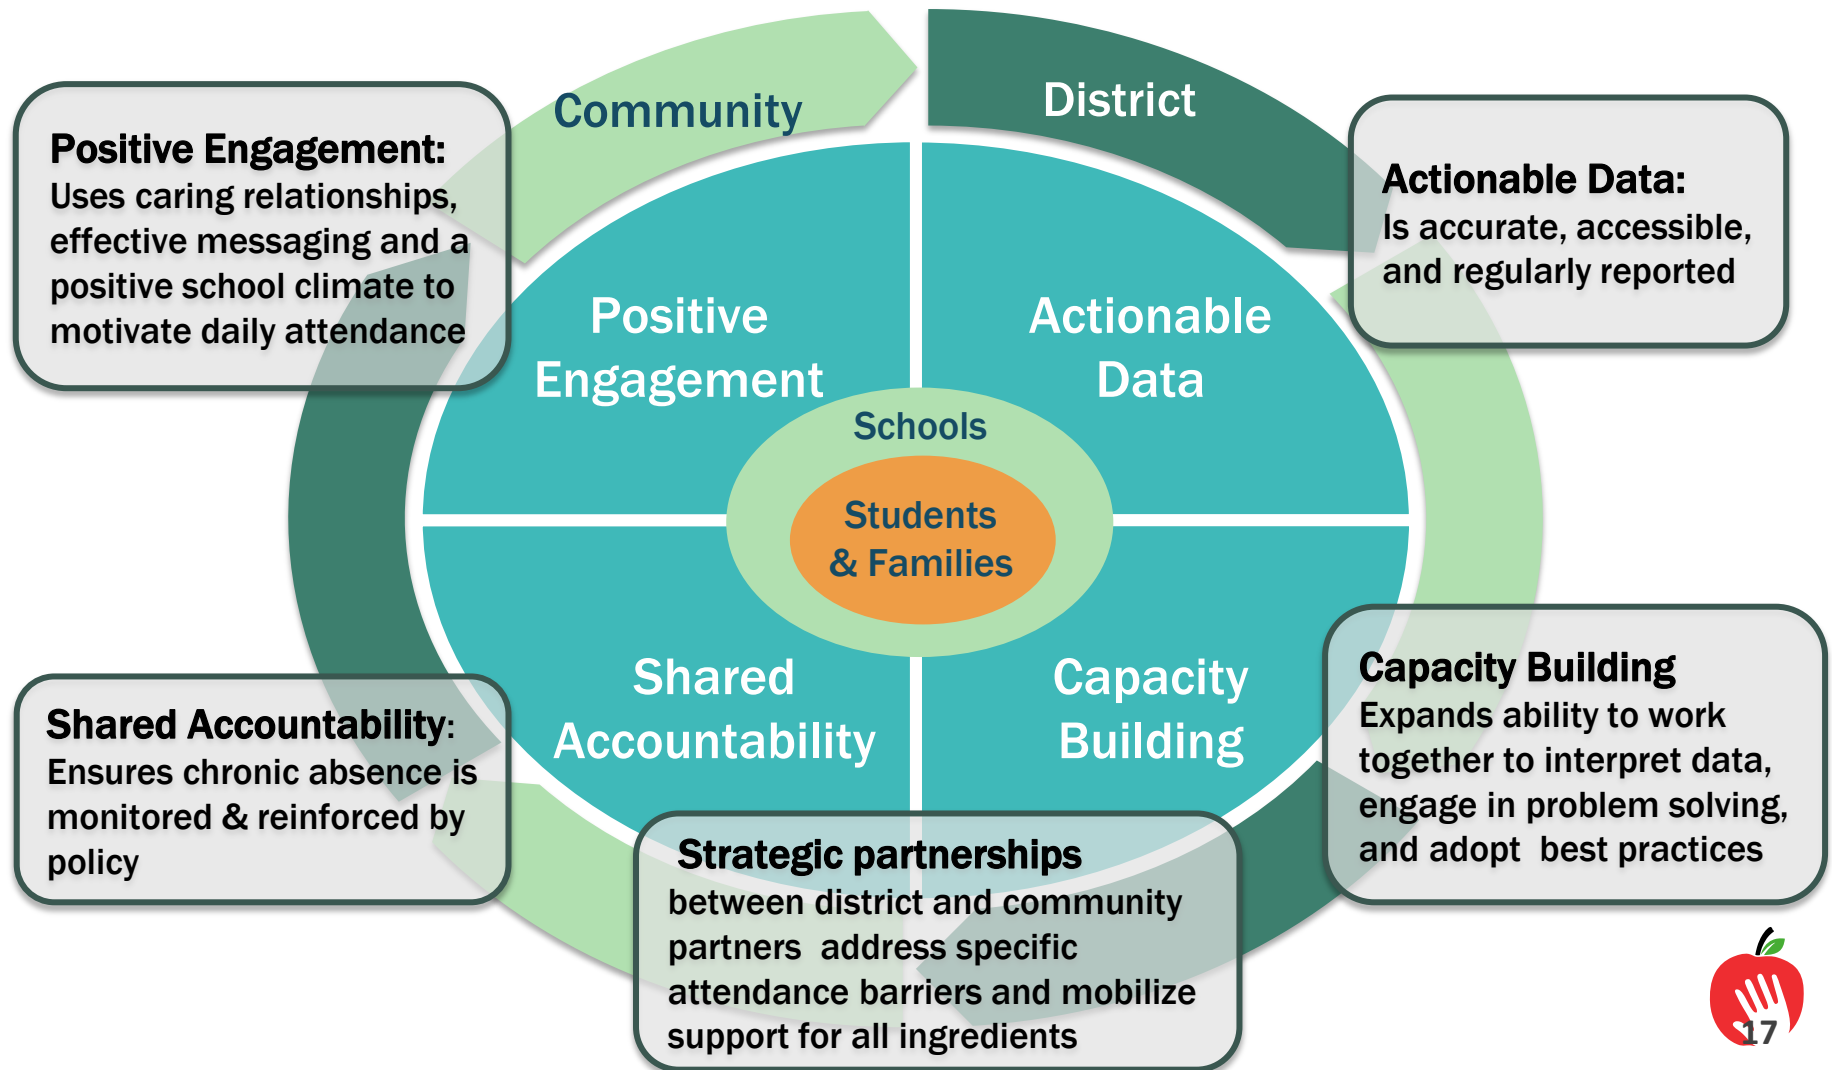 Community
District
Positive Engagement:
Uses caring relationships,
effective messaging and a
positive school climate to
motivate daily attendance
Actionable Data:
Is accurate, accessible,
and regularly reported
Positive
Engagement
Actionable
Data
Schools
Students
& Families
Shared
Accountability
Capacity
Building
Shared Accountability:
Ensures chronic absence is
monitored & reinforced by
policy
Capacity Building
Expands ability to work
together to interpret data,
engage in problem solving,
and adopt  best practices
Strategic partnerships
between district and community
partners  address specific
attendance barriers and mobilize
support for all ingredients
17